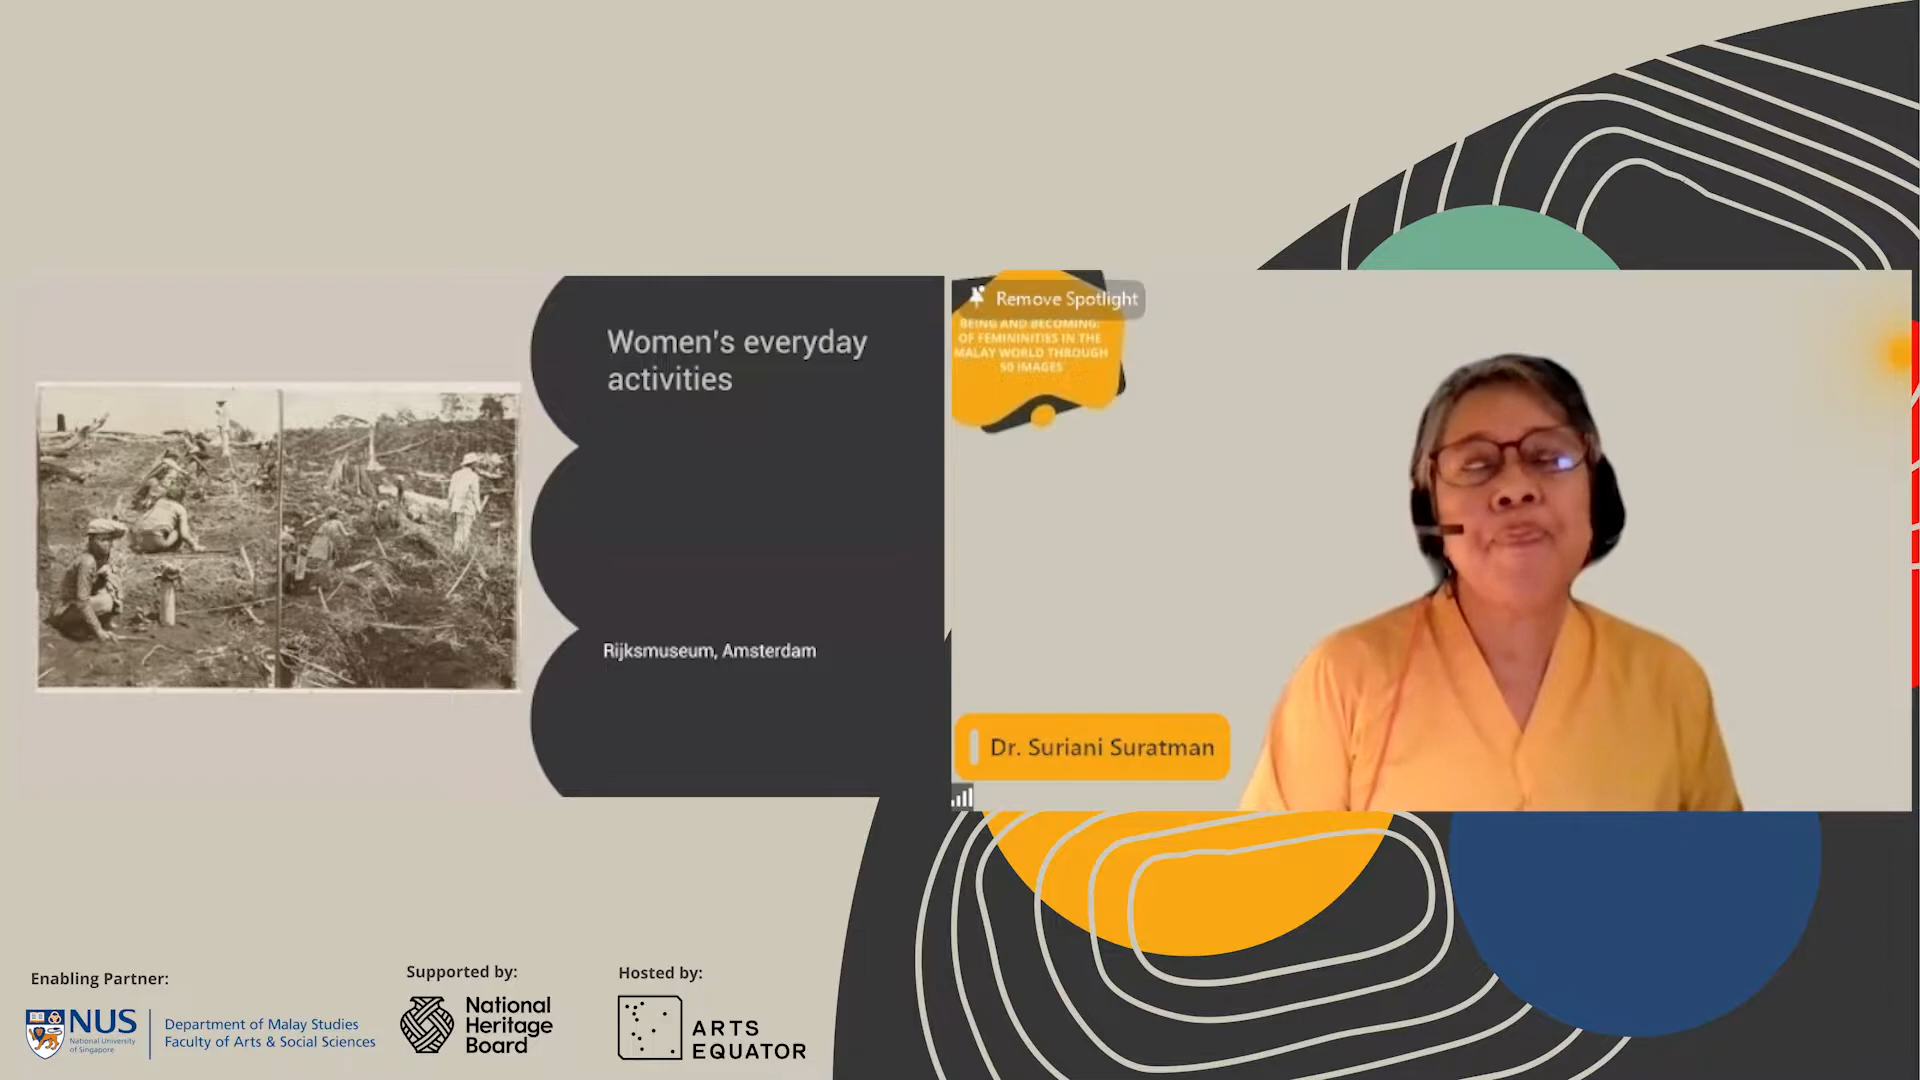 Women's everyday
activities
Rijksmuseum, Amsterdam
Remove Spotlight
BEING AND BECOMING:
OF FEMININITIES IN THE
MALAY WORLD THROUGH
50 IMAGES
Dr. Suriani Suratman
Enabling Partner:
NUS
National University
of Singapore
Department of Malay Studies
Faculty of Arts & Social Sciences
Supported by:
National
Heritage
Board
Hosted by:
ARTS
EQUATOR